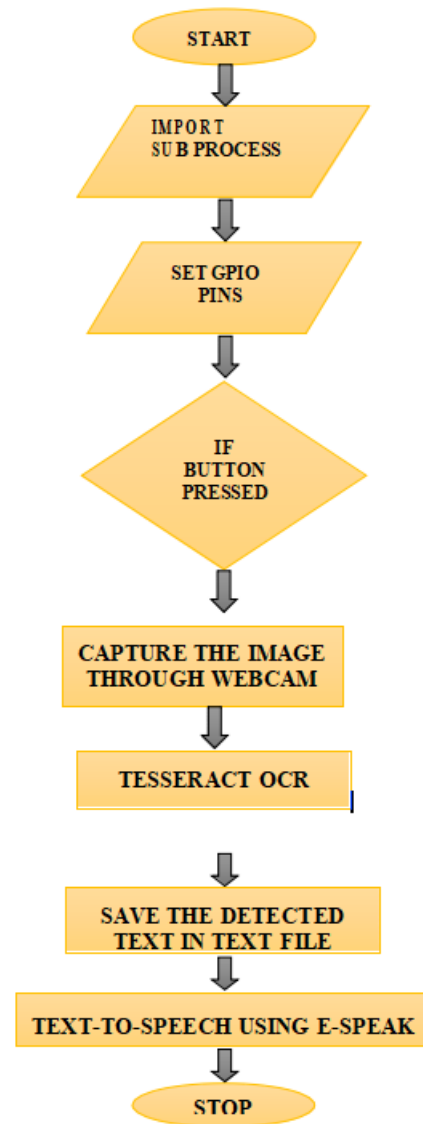 START
IMPORT
SUB PROCESS
SET GPIO
PINS
IF
BUTTON
PRESSED
CAPTURE THE IMAGE
THROUGH WEBCAM
TESSERACT OCR
SAVE THE DETECTED
TEXT IN TEXT FILE
TEXT-TO-SPEECH USING E-SPEAK
STOP